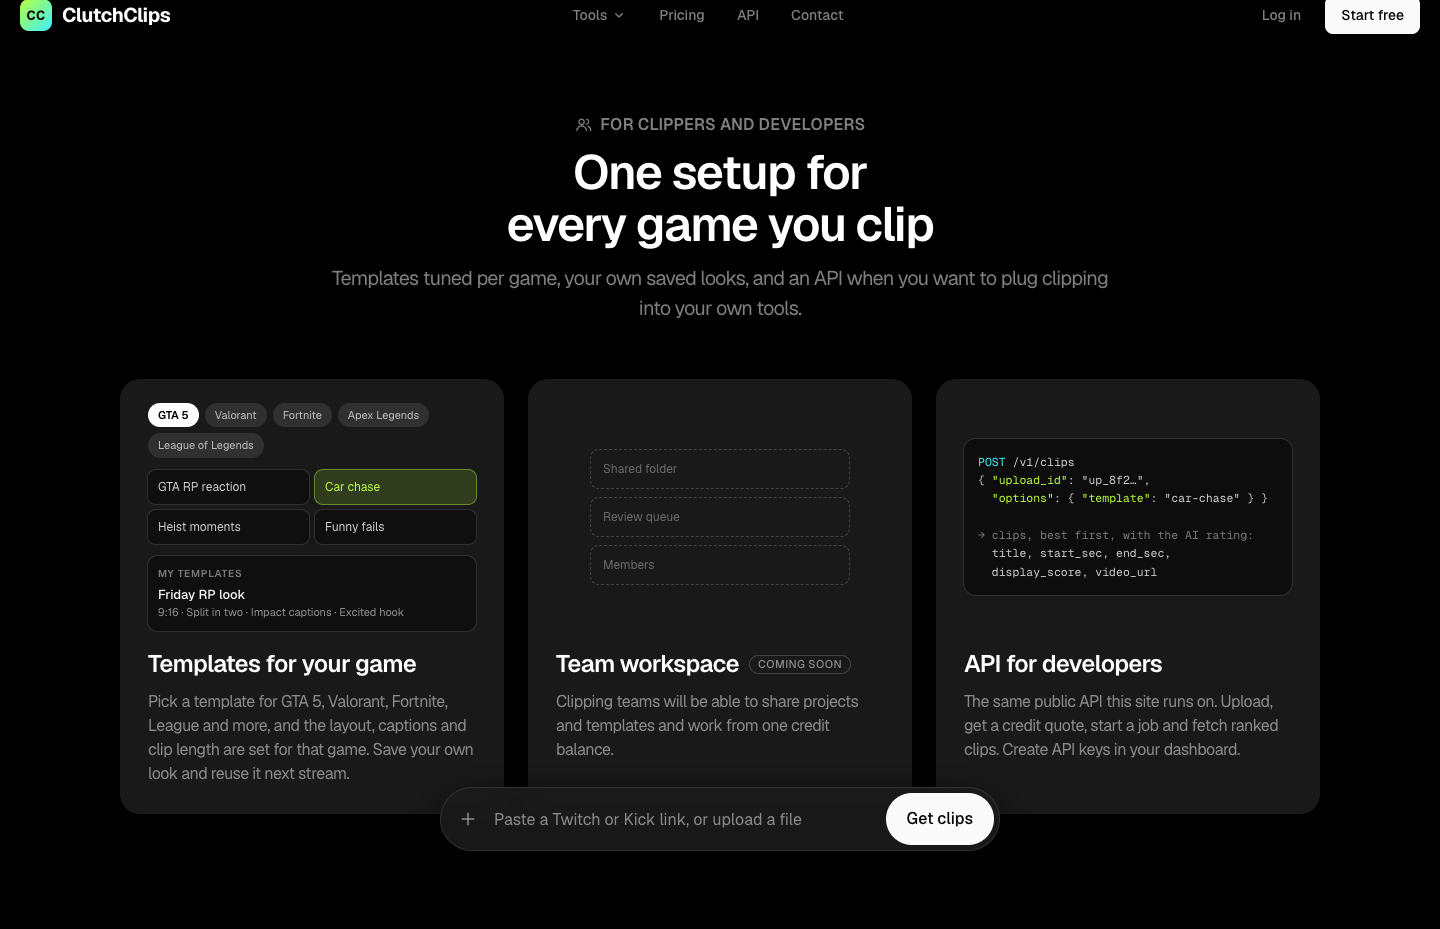 CC ClutchClips Tools Pricing API Contact Log in Start free
FOR CLIPPERS AND DEVELOPERS
One setup for
every game you clip
Templates tuned per game, your own saved looks, and an API when you want to plug clipping
into your own tools.
GTA 5 Valorant Fortnite Apex Legends
League of Legends
GTA RP reaction Car chase
Heist moments Funny fails
MY TEMPLATES
Friday RP look
9:16 · Split in two · Impact captions · Excited hook
Templates for your game
Pick a template for GTA 5, Valorant, Fortnite,
League and more, and the layout, captions and
clip length are set for that game. Save your own
look and reuse it next stream.
Shared folder
Review queue
Members
Team workspace COMING SOON
Clipping teams will be able to share projects
and templates and work from one credit
balance.
POST /v1/clips
{ "upload_id": "up_8f2…",
"options": { "template": "car-chase" } }
→ clips, best first, with the AI rating:
title, start_sec, end_sec,
display_score, video_url
API for developers
The same public API this site runs on. Upload,
get a credit quote, start a job and fetch ranked
clips. Create API keys in your dashboard.
+ Paste a Twitch or Kick link, or upload a file Get clips